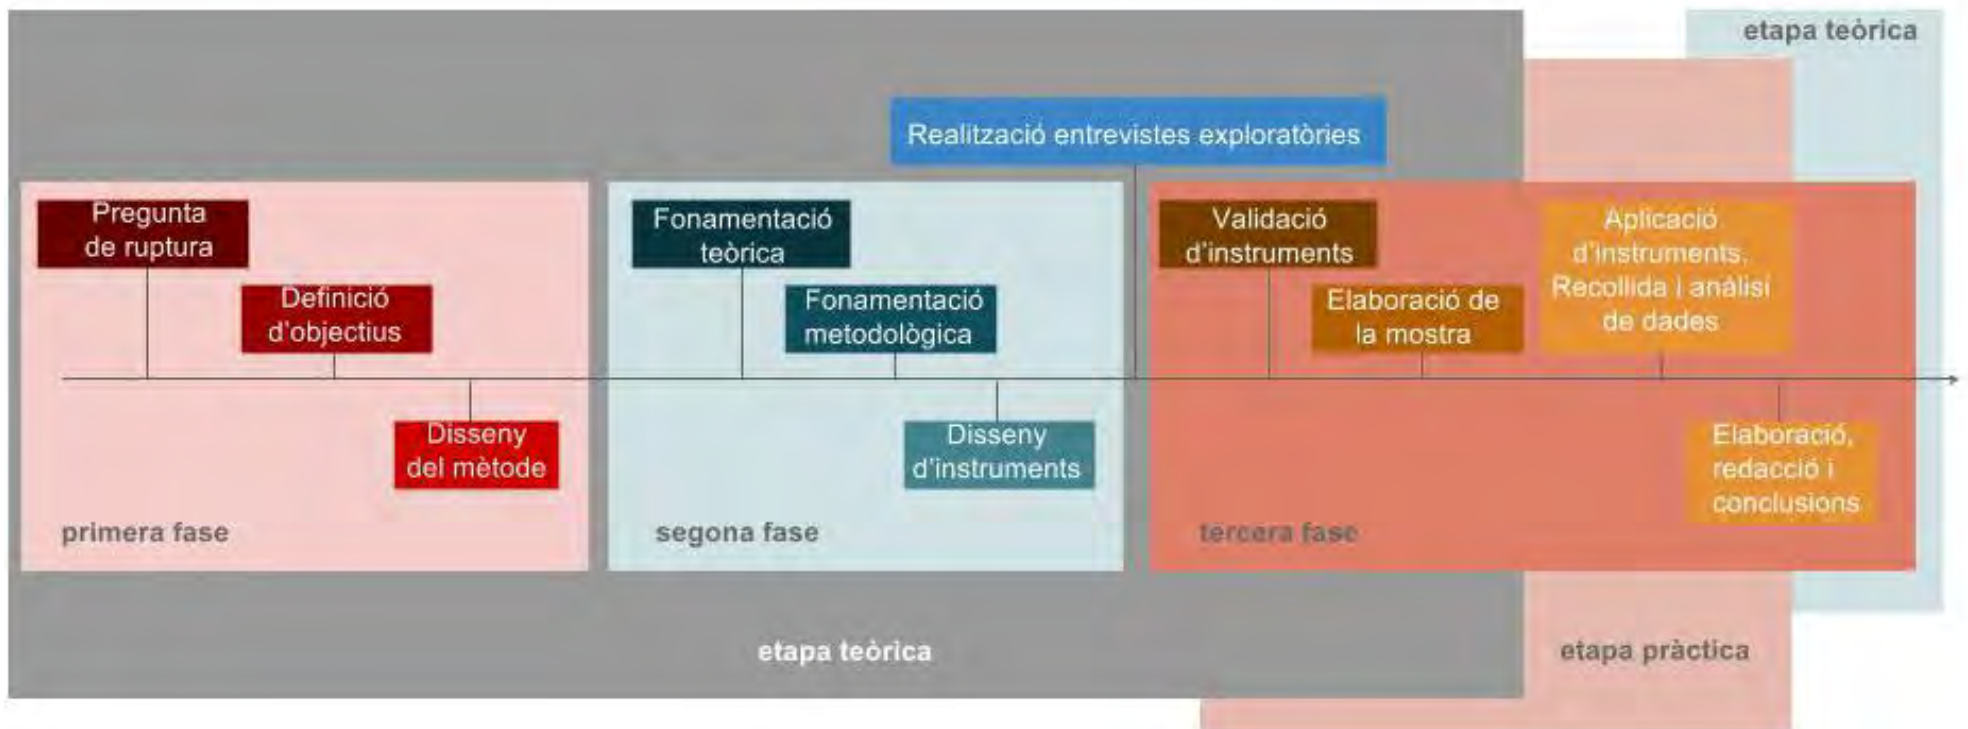 etapa teòrica
Realització entrevistes exploratòries
Pregunta
de ruptura
Definició
d'objectius
Disseny
del mètode
primera fase
Fonamentació
teòrica
Fonamentació
metodològica
Disseny
d'instruments
segona fase
Validació
d'instruments
Elaboració de
la mostra
Aplicació
d'instruments.
Recollida i anàlisi
de dades
Elaboració,
redacció i
conclusions
tercera fase
etapa teòrica
etapa pràctica